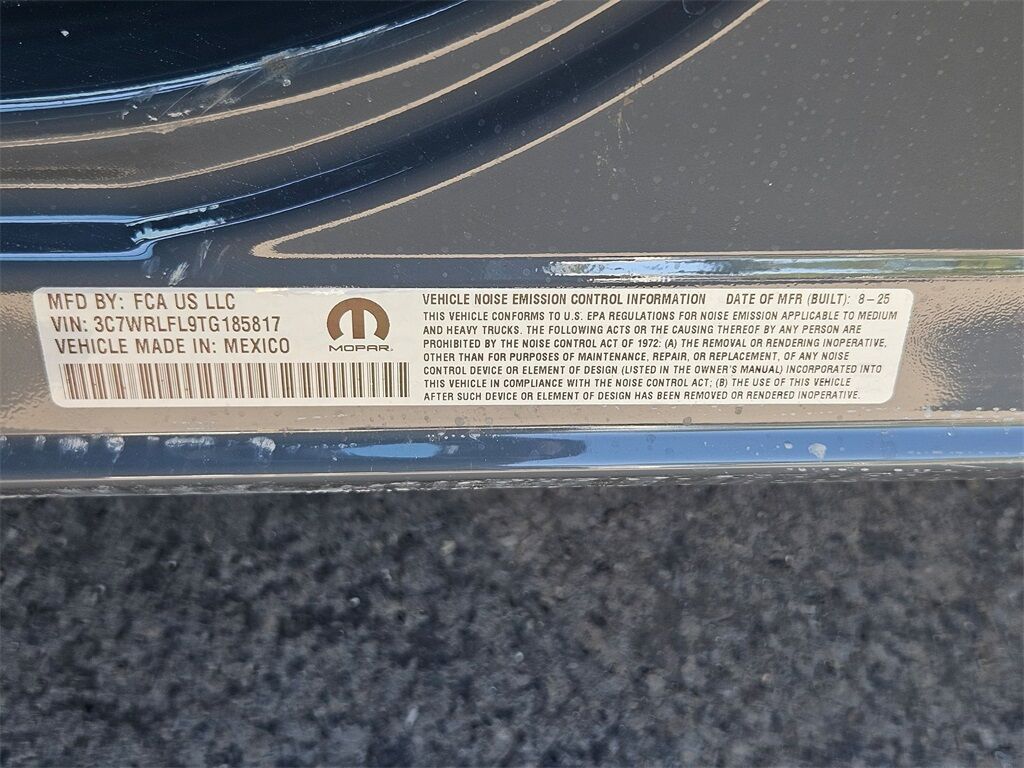 MFD BY: FCA US LLC
VIN: 3C7WRLFL9TG185817
VEHICLE MADE IN: MEXICO
MOPAR
VEHICLE NOISE EMISSION CONTROL INFORMATION DATE OF MFR (BUILT): 8-25
THIS VEHICLE CONFORMS TO U.S. EPA REGULATIONS FOR NOISE EMISSION APPLICABLE TO MEDIUM
AND HEAVY TRUCKS. THE FOLLOWING ACTS OR THE CAUSING THEREOF BY ANY PERSON ARE
PROHIBITED BY THE NOISE CONTROL ACT OF 1972: (A) THE REMOVAL OR RENDERING INOPERATIVE,
OTHER THAN FOR PURPOSES OF MAINTENANCE, REPAIR, OR REPLACEMENT, OF ANY NOISE
CONTROL DEVICE OR ELEMENT OF DESIGN (LISTED IN THE OWNER'S MANUAL) INCORPORATED INTO
THIS VEHICLE IN COMPLIANCE WITH THE NOISE CONTROL ACT; (B) THE USE OF THIS VEHICLE
AFTER SUCH DEVICE OR ELEMENT OF DESIGN HAS BEEN REMOVED OR RENDERED INOPERATIVE.